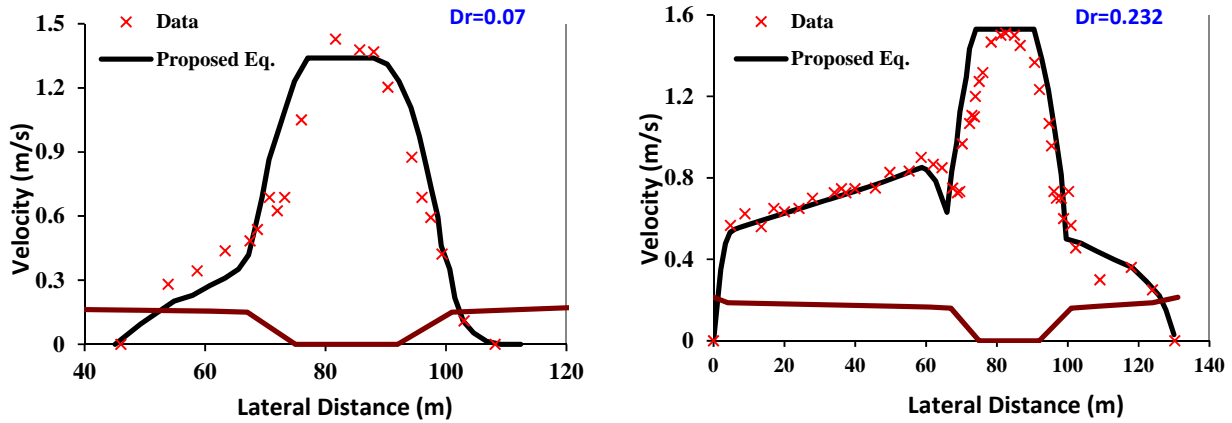 Dr=0.07
Data
Proposed Eq.
1.5
1.2
0.9
0.6
0.3
0
Velocity (m/s)
40
60
80
100
120
Lateral Distance (m)
Dr=0.232
Data
Proposed Eq.
1.6
1.2
0.8
0.4
0
Velocity (m/s)
0
20
40
60
80
100
120
140
Lateral Distance (m)